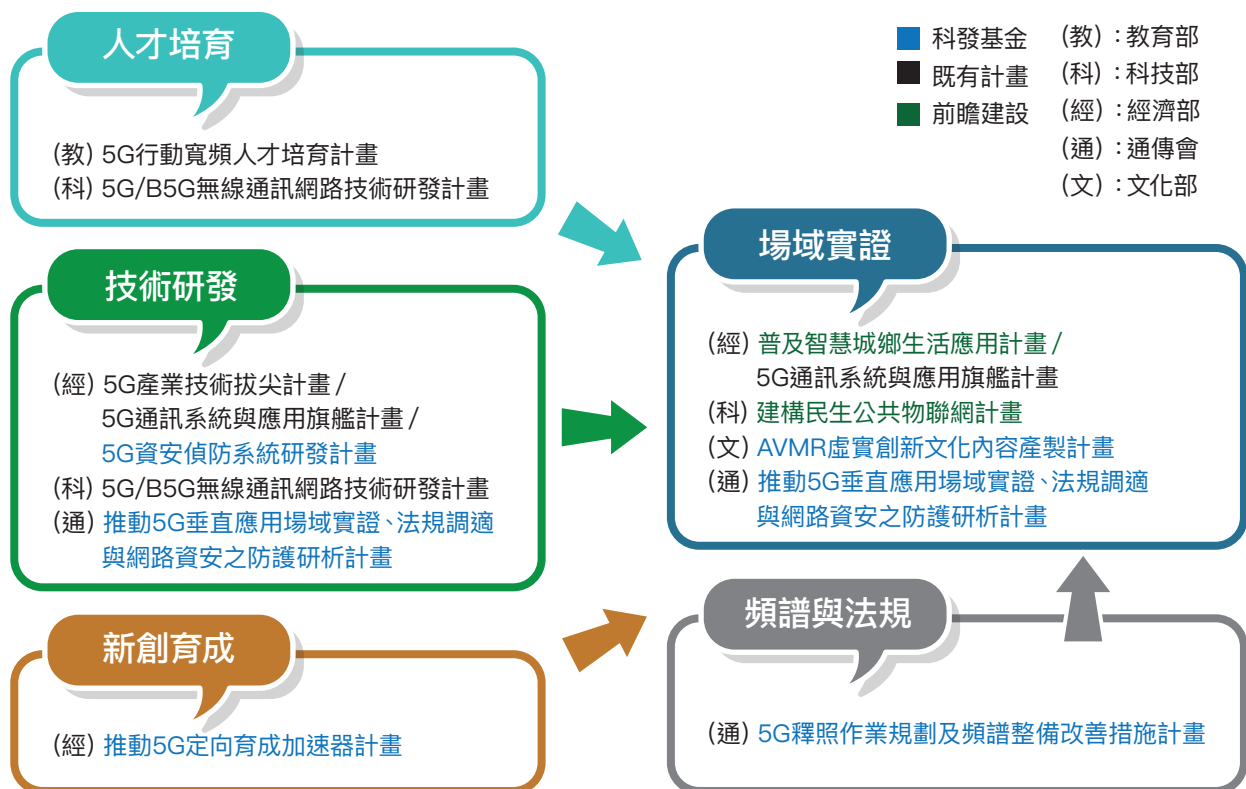 人才培育
(教) 5G行動寬頻人才培育計畫
(科) 5G/B5G無線通訊網路技術研發計畫
技術研發
(經) 5G產業技術拔尖計畫 /
5G通訊系統與應用旗艦計畫 /
5G資安偵防系統研發計畫
(科) 5G/B5G無線通訊網路技術研發計畫
(通) 推動5G垂直應用場域實證、法規調適
與網路資安之防護研析計畫
新創育成
(經) 推動5G定向育成加速器計畫
科發基金
既有計畫
前瞻建設
(教)：教育部
(科)：科技部
(經)：經濟部
(通)：通傳會
(文)：文化部
場域實證
(經) 普及智慧城鄉生活應用計畫 /
5G通訊系統與應用旗艦計畫
(科) 建構民生公共物聯網計畫
(文) AVMR虛實創新文化內容產製計畫
(通) 推動5G垂直應用場域實證、法規調適
與網路資安之防護研析計畫
頻譜與法規
(通) 5G釋照作業規劃及頻譜整備改善措施計畫